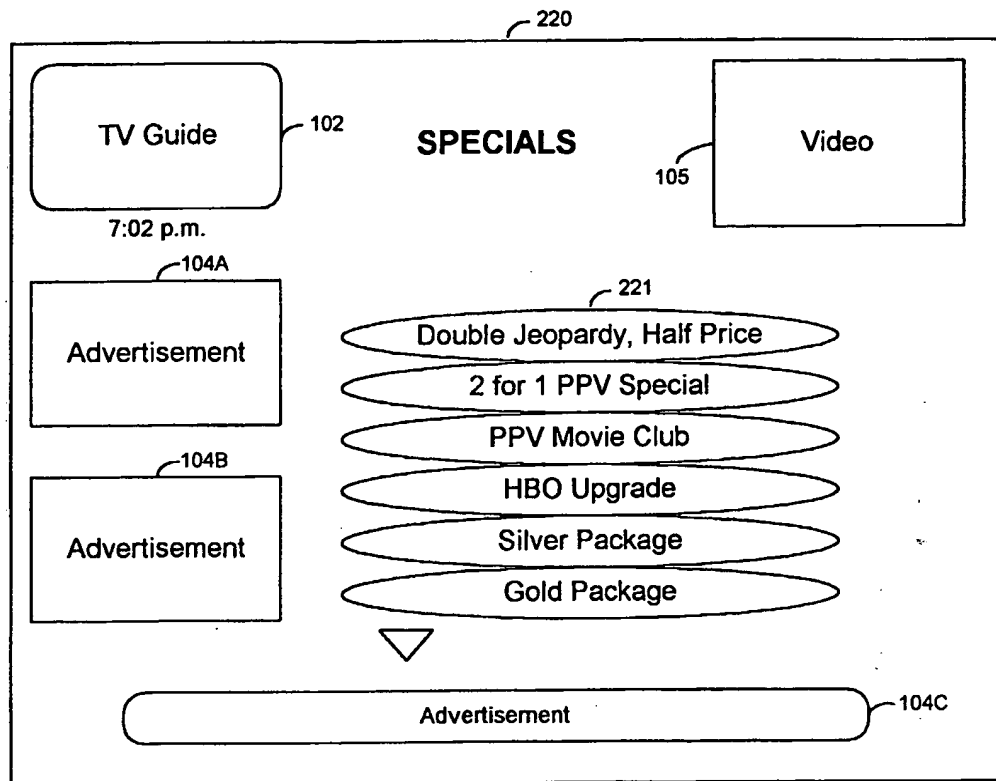 220
TV Guide
102
SPECIALS
105
Video
7:02 p.m.
104A
Advertisement
221
Double Jeopardy, Half Price
2 for 1 PPV Special
PPV Movie Club
104B
Advertisement
HBO Upgrade
Silver Package
Gold Package
Advertisement
104C